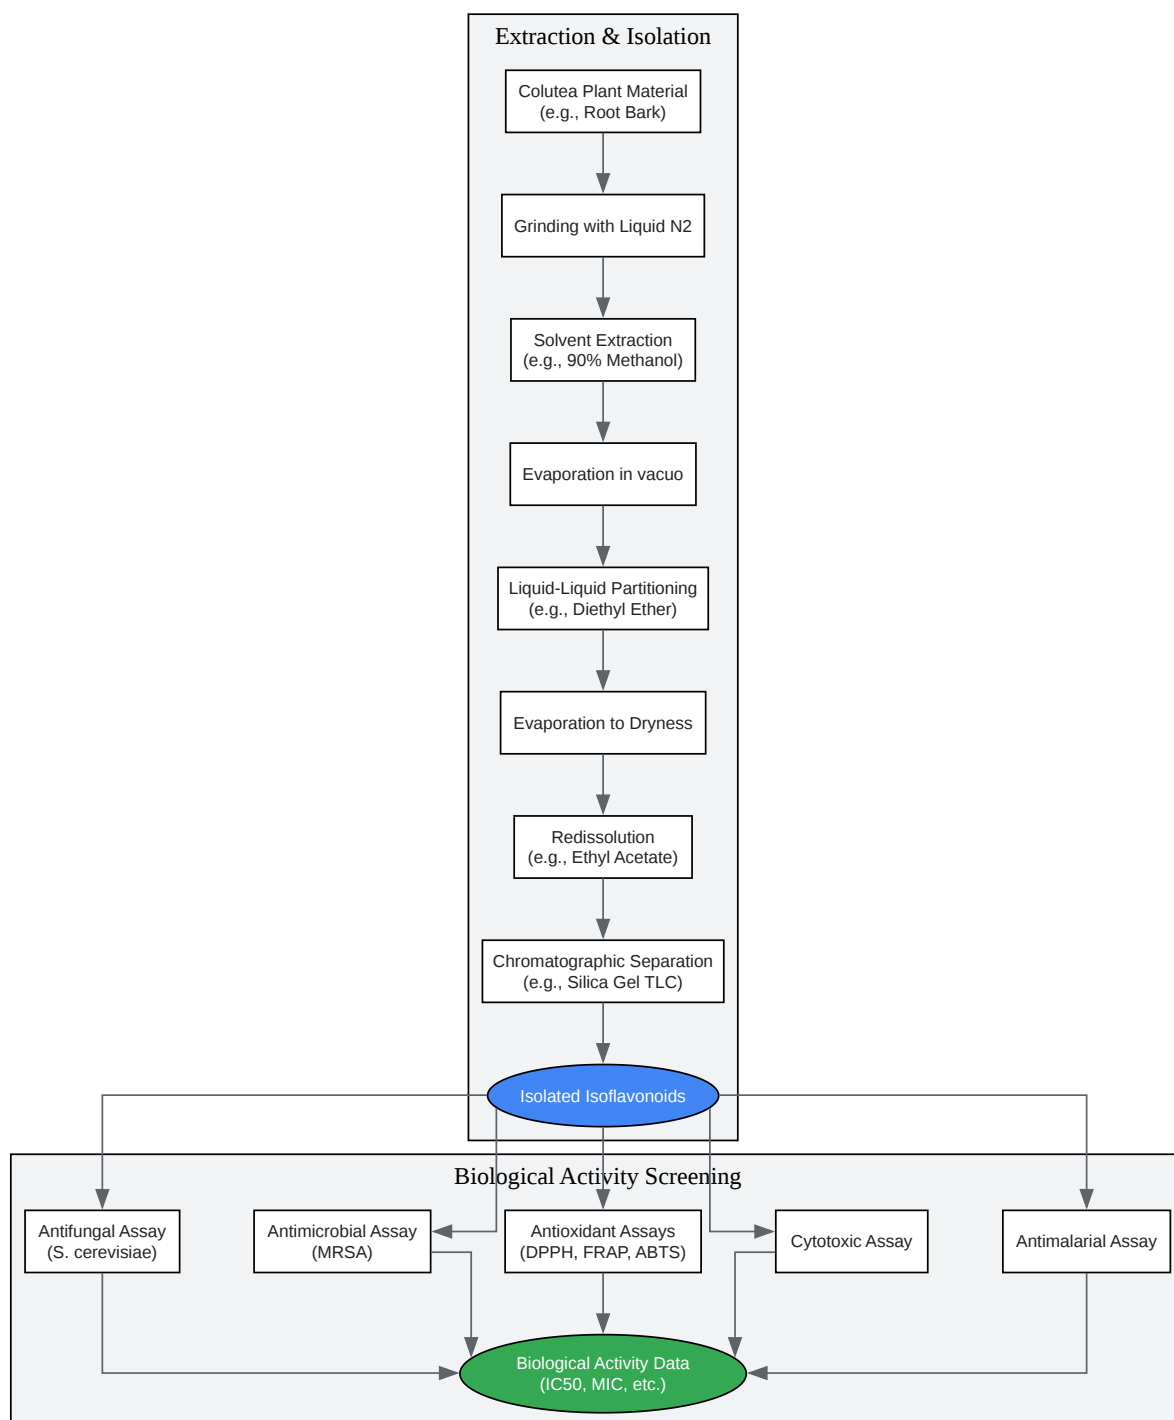 Extraction & Isolation
Colutea Plant Material
(e.g., Root Bark)
Grinding with Liquid N2
Solvent Extraction
(e.g., 90% Methanol)
Evaporation in vacuo
Liquid-Liquid Partitioning
(e.g., Diethyl Ether)
Evaporation to Dryness
Redissolution
(e.g., Ethyl Acetate)
Chromatographic Separation
(e.g., Silica Gel TLC)
Isolated Isoflavonoids
Biological Activity Screening
Antifungal Assay
(S. cerevisiae)
Antimicrobial Assay
(MRSA)
Antioxidant Assays
(DPPH, FRAP, ABTS)
Cytotoxic Assay
Antimalarial Assay
Biological Activity Data
(IC50, MIC, etc.)